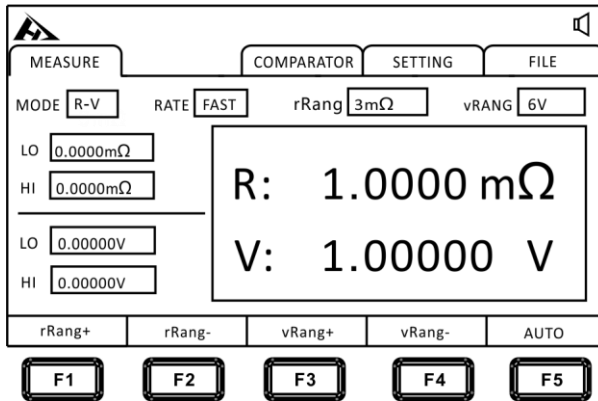 MEASURE COMPARATOR SETTING FILE
MODE R-V RATE FAST rRang 3mΩ vRANG 6V
LO 0.0000mΩ
HI 0.0000mΩ
R: 1.0000 mΩ
LO 0.00000V
HI 0.00000V
V: 1.00000 V
rRang+ rRang- vRang+ vRang- AUTO
F1 F2 F3 F4 F5